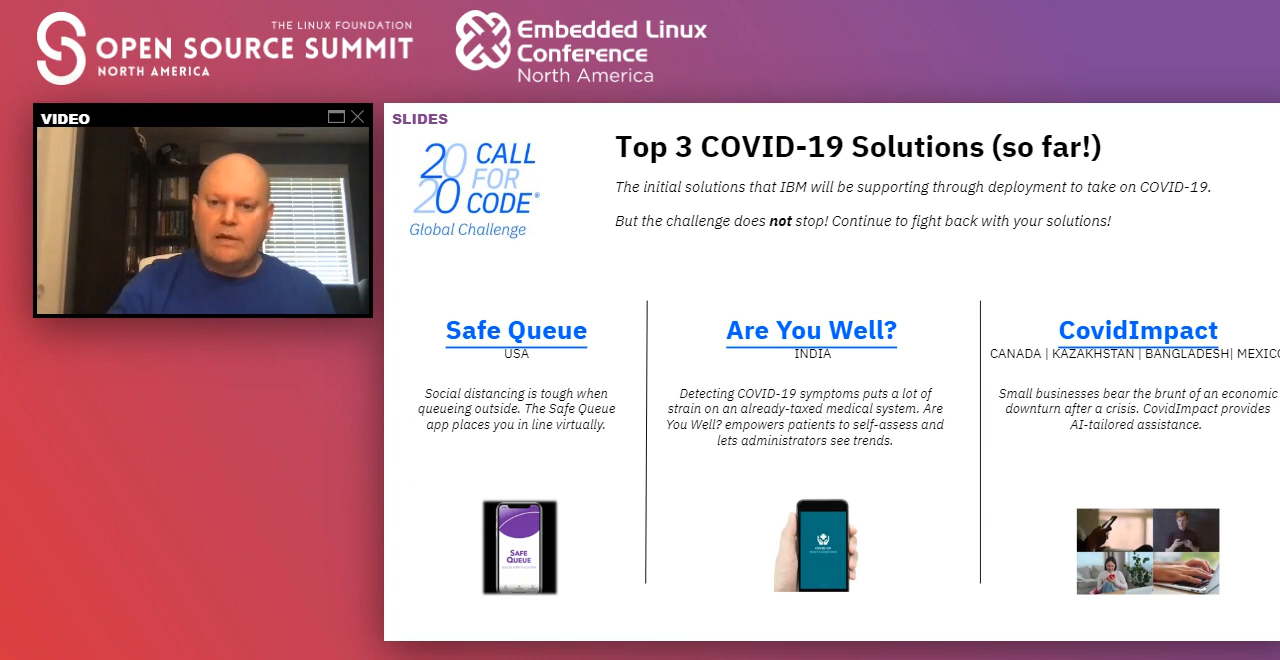 THE LINUX FOUNDATION
OPEN SOURCE SUMMIT
NORTH AMERICA
Embedded Linux
Conference
North America
VIDEO
SLIDES
2020 CALL
FOR
CODE®
Global Challenge
Top 3 COVID-19 Solutions (so far!)
The initial solutions that IBM will be supporting through deployment to take on COVID-19.
But the challenge does not stop! Continue to fight back with your solutions!
Safe Queue
USA
Social distancing is tough when
queueing outside. The Safe Queue
app places you in line virtually.
SAFE
QUEUE
Are You Well?
INDIA
Detecting COVID-19 symptoms puts a lot of
strain on an already-taxed medical system. Are
You Well? empowers patients to self-assess and
lets administrators see trends.
COVID-19
CovidImpact
CANADA | KAZAKHSTAN | BANGLADESH| MEXICO
Small businesses bear the brunt of an economic
downturn after a crisis. CovidImpact provides
AI-tailored assistance.